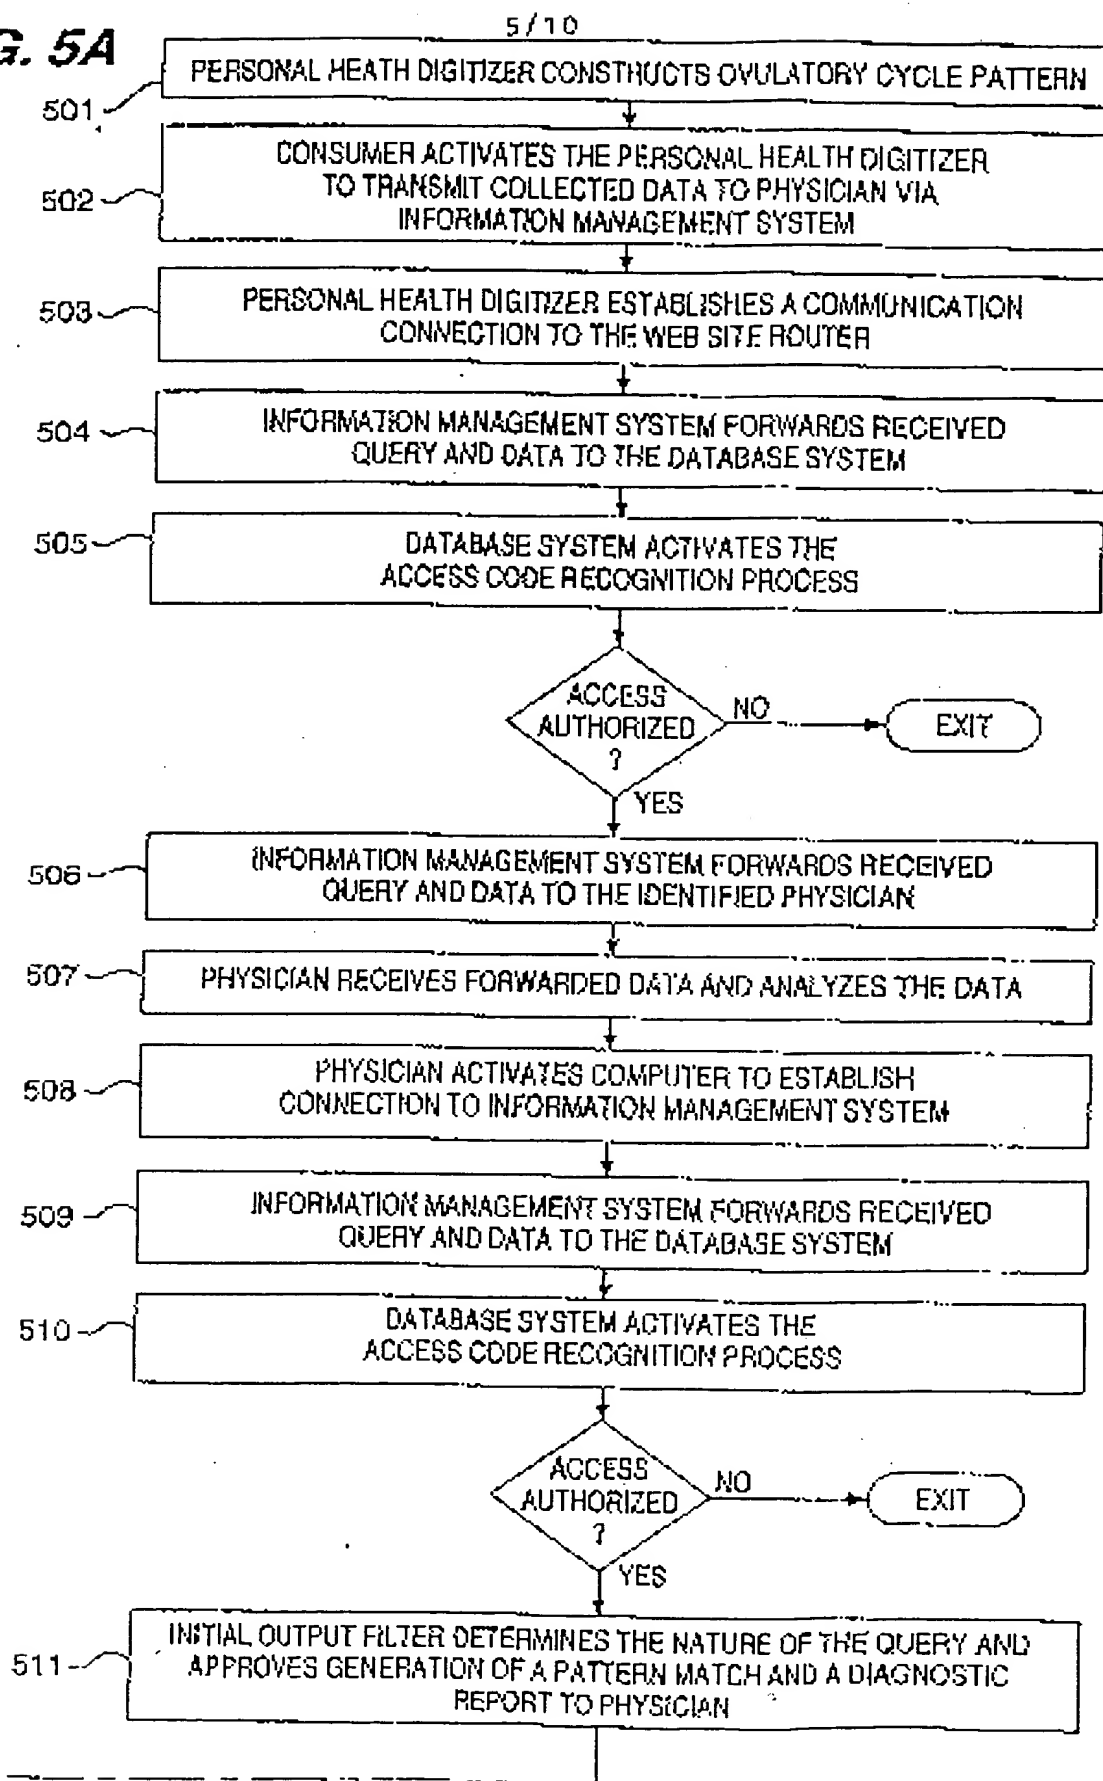 5/10
G. 5A
PERSONAL HEATH DIGITIZER CONSTRUCTS OVULATORY CYCLE PATTERN
501
CONSUMER ACTIVATES THE PERSONAL HEALTH DIGITIZER
TO TRANSMIT COLLECTED DATA TO PHYSICIAN VIA
INFORMATION MANAGEMENT SYSTEM
502
PERSONAL HEALTH DIGITIZER ESTABLISHES A COMMUNICATION
CONNECTION TO THE WEB SITE ROUTER
503
INFORMATION MANAGEMENT SYSTEM FORWARDS RECEIVED
QUERY AND DATA TO THE DATABASE SYSTEM
504
DATABASE SYSTEM ACTIVATES THE
ACCESS CODE RECOGNITION PROCESS
505
ACCESS
AUTHORIZED
?
NO
EXIT
YES
INFORMATION MANAGEMENT SYSTEM FORWARDS RECEIVED
QUERY AND DATA TO THE IDENTIFIED PHYSICIAN
506
PHYSICIAN RECEIVES FORWARDED DATA AND ANALYZES THE DATA
507
PHYSICIAN ACTIVATES COMPUTER TO ESTABLISH
CONNECTION TO INFORMATION MANAGEMENT SYSTEM
508
INFORMATION MANAGEMENT SYSTEM FORWARDS RECEIVED
QUERY AND DATA TO THE DATABASE SYSTEM
509
DATABASE SYSTEM ACTIVATES THE
ACCESS CODE RECOGNITION PROCESS
510
ACCESS
AUTHORIZED
?
NO
EXIT
YES
INITIAL OUTPUT FILTER DETERMINES THE NATURE OF THE QUERY AND
APPROVES GENERATION OF A PATTERN MATCH AND A DIAGNOSTIC
REPORT TO PHYSICIAN
511